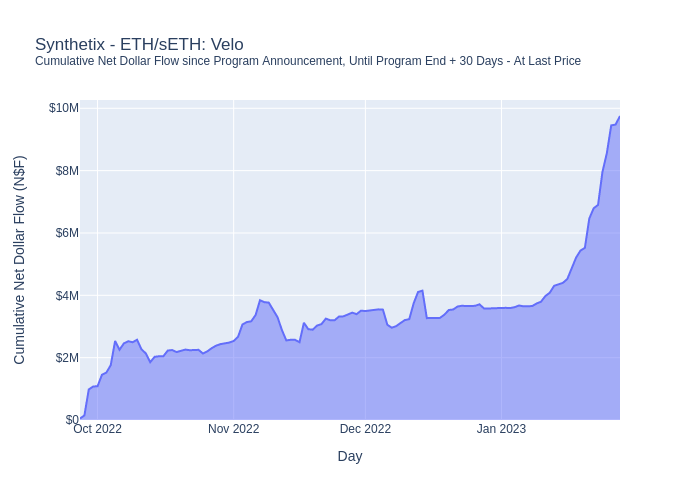 Synthetix - ETH/sETH: Velo
Cumulative Net Dollar Flow since Program Announcement, Until Program End + 30 Days - At Last Price
Cumulative Net Dollar Flow (N$F)
$10M
$8M
$6M
$4M
$2M
$0
Oct 2022 Nov 2022 Dec 2022 Jan 2023
Day